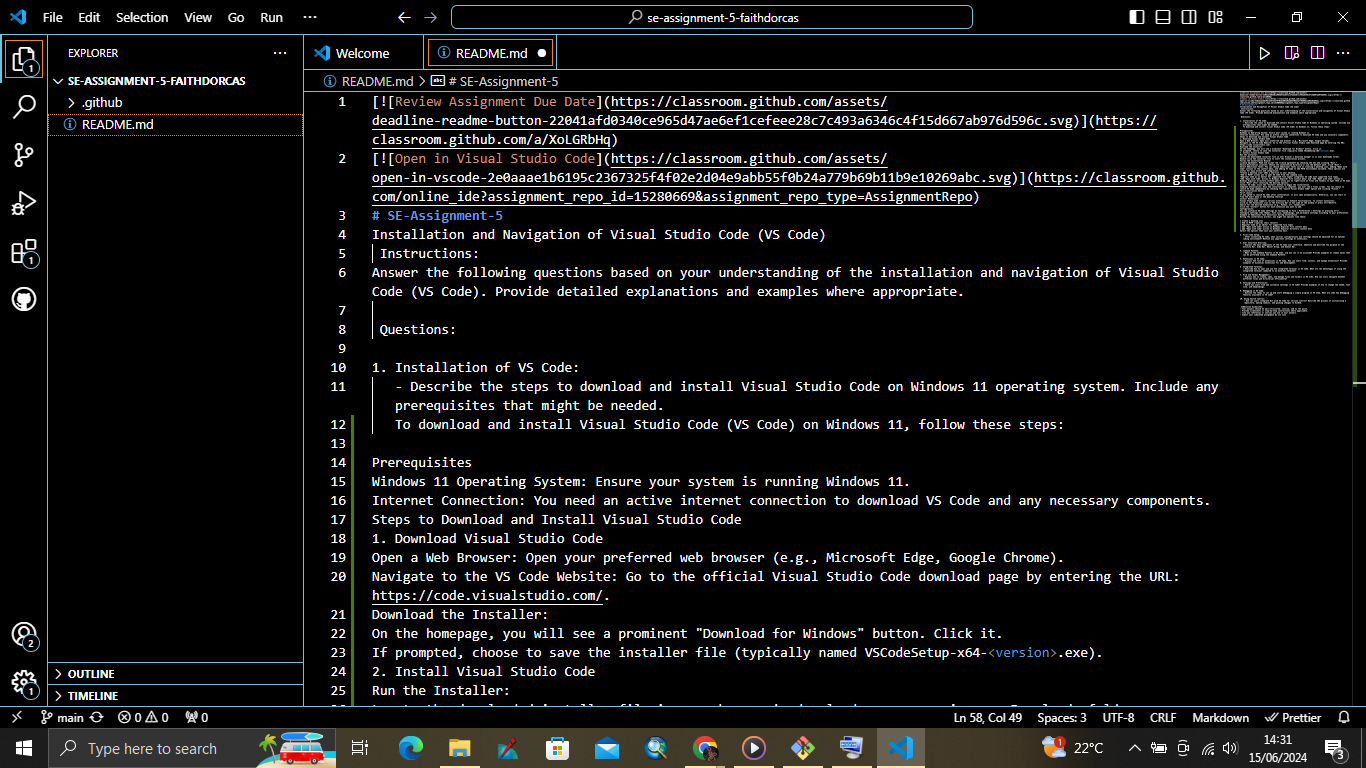 File Edit Selection View Go Run ··· se-assignment-5-faithdorcas
EXPLORER ···
SE-ASSIGNMENT-5-FAITHDORCAS
.github
README.md
OUTLINE
TIMELINE
Welcome README.md
README.md > # SE-Assignment-5
1 [![Review Assignment Due Date](https://classroom.github.com/assets/
deadline-readme-button-22041afd0340ce965d47ae6ef1cefeee28c7c493a6346c4f15d667ab976d596c.svg)](https://
classroom.github.com/a/XoLGRbHq)
2 [![Open in Visual Studio Code](https://classroom.github.com/assets/
open-in-vscode-2e0aaae1b6195c2367325f4f02e2d04e9abb55f0b24a779b69b11b9e10269abc.svg)](https://classroom.github.
com/online_ide?assignment_repo_id=15280669&assignment_repo_type=AssignmentRepo)
3 # SE-Assignment-5
4 Installation and Navigation of Visual Studio Code (VS Code)
5 Instructions:
6 Answer the following questions based on your understanding of the installation and navigation of Visual Studio
Code (VS Code). Provide detailed explanations and examples where appropriate.
7
8 Questions:
9
10 1. Installation of VS Code:
11 - Describe the steps to download and install Visual Studio Code on Windows 11 operating system. Include any
prerequisites that might be needed.
12 To download and install Visual Studio Code (VS Code) on Windows 11, follow these steps:
13
14 Prerequisites
15 Windows 11 Operating System: Ensure your system is running Windows 11.
16 Internet Connection: You need an active internet connection to download VS Code and any necessary components.
17 Steps to Download and Install Visual Studio Code
18 1. Download Visual Studio Code
19 Open a Web Browser: Open your preferred web browser (e.g., Microsoft Edge, Google Chrome).
20 Navigate to the VS Code Website: Go to the official Visual Studio Code download page by entering the URL:
https://code.visualstudio.com/.
21 Download the Installer:
22 On the homepage, you will see a prominent "Download for Windows" button. Click it.
23 If prompted, choose to save the installer file (typically named VSCodeSetup-x64-<version>.exe).
24 2. Install Visual Studio Code
25 Run the Installer:
main 0 0 0 Ln 58, Col 49 Spaces: 3 UTF-8 CRLF Markdown Prettier
Type here to search 22°C 14:31
15/06/2024